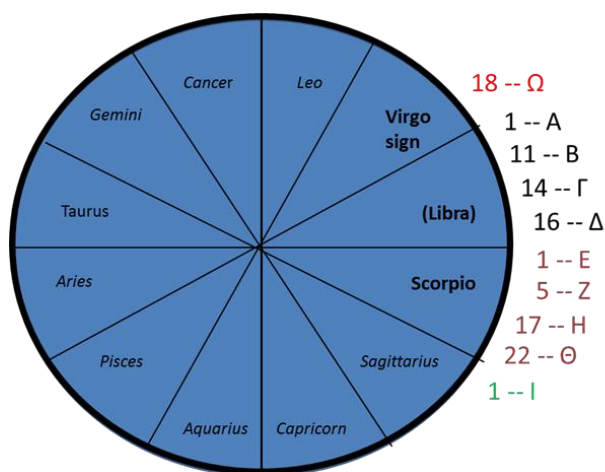 Cancer
Leo
18 -- Ω
Gemini
Virgo
sign
1 -- Α
11 -- Β
14 -- Γ
Taurus
(Libra)
16 -- Δ
1 -- Ε
Aries
Scorpio
5 -- Ζ
17 -- Η
22 -- Θ
Pisces
Sagittarius
1 -- Ι
Aquarius
Capricorn